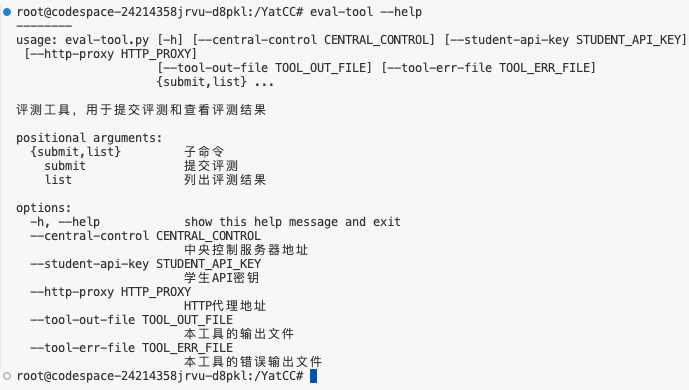 root@codespace-24214358jrvu-d8pkl:/YatCC# eval-tool --help
--------
usage: eval-tool.py [-h] [--central-control CENTRAL_CONTROL] [--student-api-key STUDENT_API_KEY]
[--http-proxy HTTP_PROXY]
[--tool-out-file TOOL_OUT_FILE] [--tool-err-file TOOL_ERR_FILE]
{submit,list} ...
评测工具，用于提交评测和查看评测结果
positional arguments:
{submit,list} 子命令
submit 提交评测
list 列出评测结果
options:
-h, --help show this help message and exit
--central-control CENTRAL_CONTROL
中央控制服务器地址
--student-api-key STUDENT_API_KEY
学生API密钥
--http-proxy HTTP_PROXY
HTTP代理地址
--tool-out-file TOOL_OUT_FILE
本工具的输出文件
--tool-err-file TOOL_ERR_FILE
本工具的错误输出文件
root@codespace-24214358jrvu-d8pkl:/YatCC#